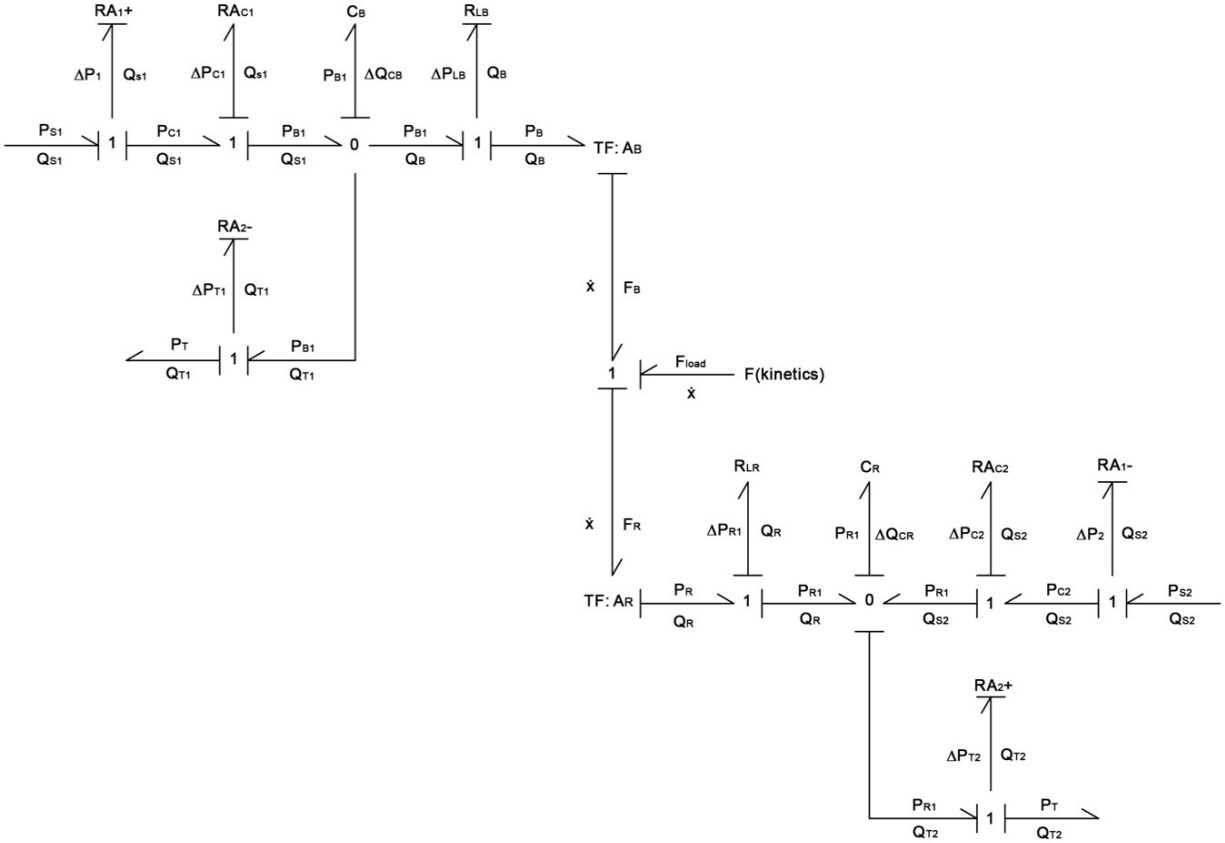 RA1+ RAC1 CB RLB
ΔP1 Qs1 ΔPC1 Qs1 PB1 ΔQCB ΔPLB QB
PS1 PC1 PB1 PB1 PB
1 1 0 1 TF: AB
QS1 QS1 QS1 QB QB
RA2-
ΔPT1 QT1
ẋ FB
PT PB1
1
QT1 QT1
Fload
1 F(kinetics)
ẋ
RLR CR RAC2 RA1-
ẋ FR ΔPR1 QR PR1 ΔQCR ΔPC2 QS2 ΔP2 QS2
PR PR1 PR1 PC2 PS2
TF: AR 1 0 1 1
QR QR QS2 QS2 QS2
RA2+
ΔPT2 QT2
PR1 PT
1
QT2 QT2